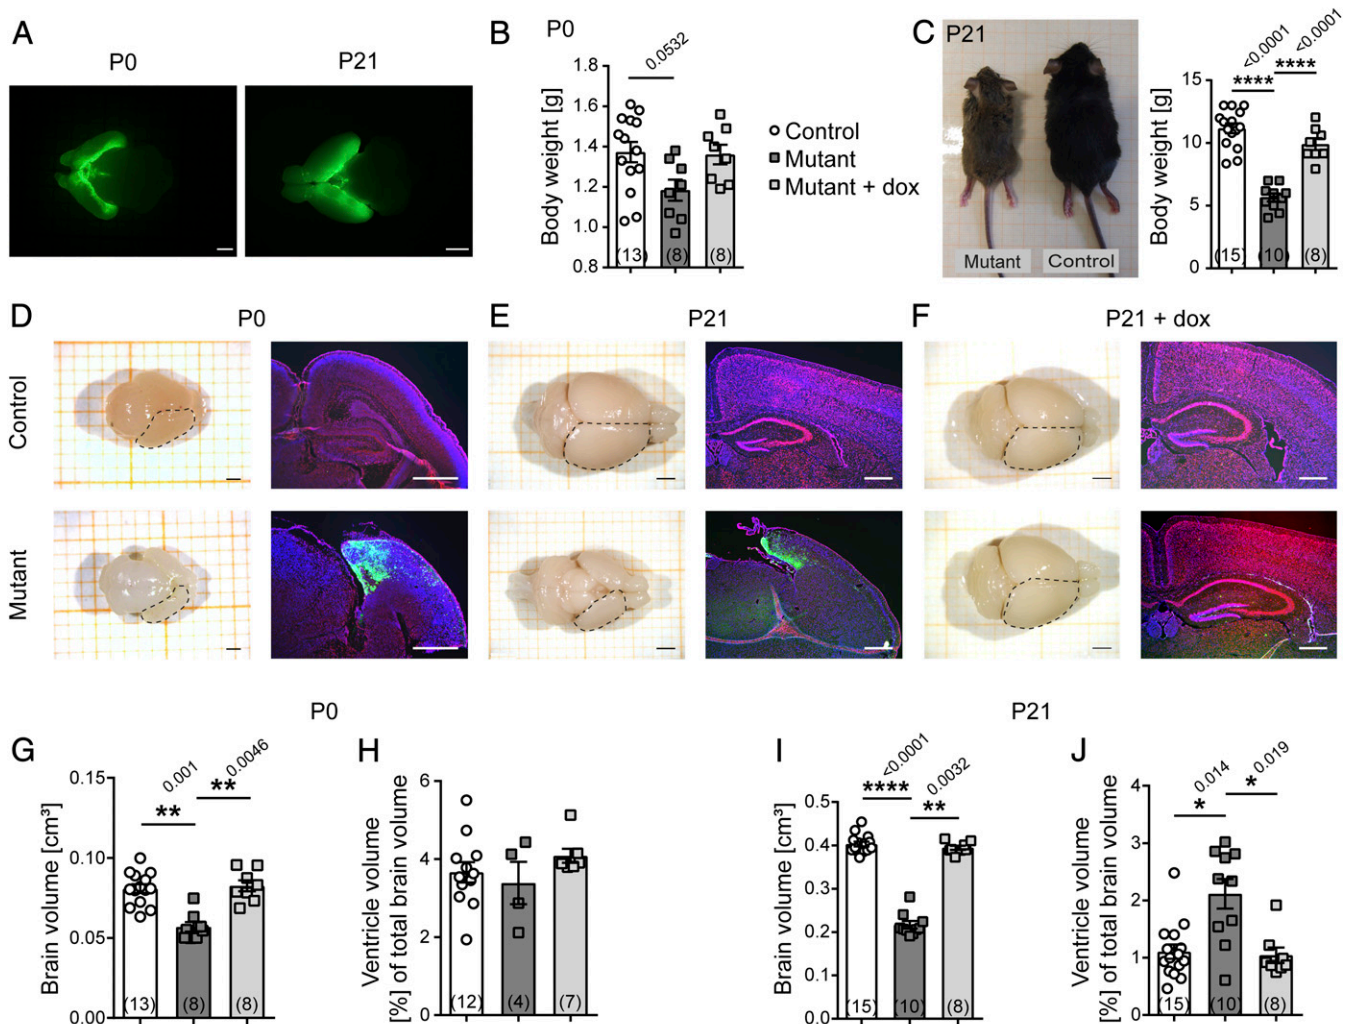 A
P0
P21
B
P0
0.0532
Body weight [g]
1.8
1.6
1.4
1.2
1.0
0.8
(13)
(8)
(8)
Control
Mutant
Mutant + dox
C
P21
Mutant
Control
<0.0001
<0.0001
****
****
Body weight [g]
15
10
5
0
(15)
(10)
(8)
D
P0
E
P21
F
P21 + dox
Control
Mutant
P0
P21
G
0.001
0.0046
**
**
Brain volume [cm³]
0.15
0.10
0.05
0.00
(13)
(8)
(8)
H
Ventricle volume
[%] of total brain volume
6
4
2
0
(12)
(4)
(7)
I
<0.0001
0.0032
****
**
Brain volume [cm³]
0.5
0.4
0.3
0.2
0.1
0.0
(15)
(10)
(8)
J
0.014
0.019
*
*
Ventricle volume
[%] of total brain volume
4
3
2
1
0
(15)
(10)
(8)